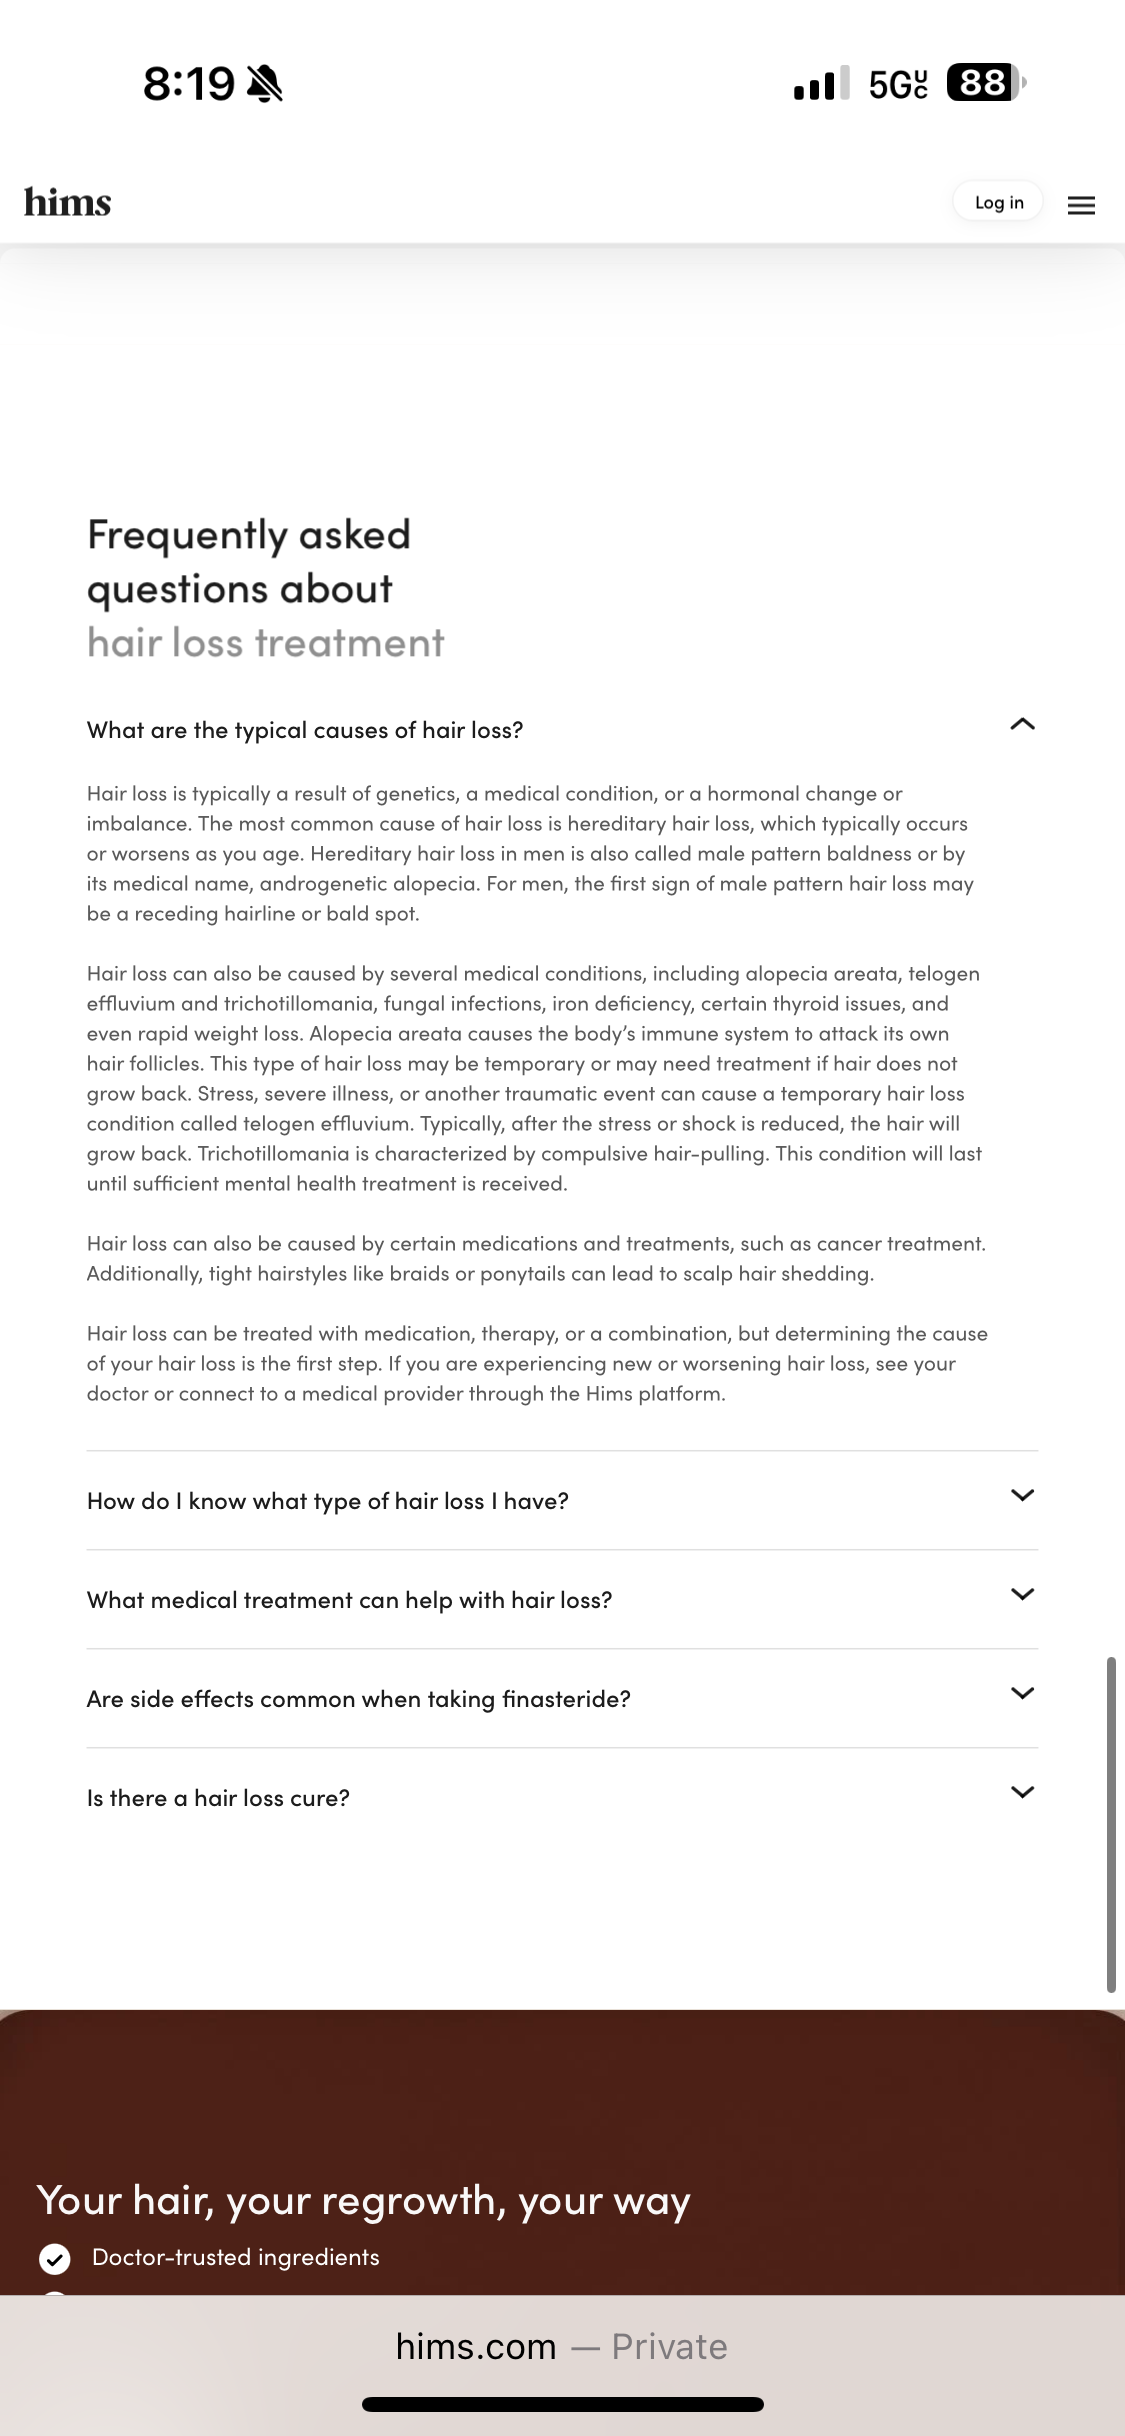 8:19
5G UC
88
hims
Log in
Frequently asked
questions about
hair loss treatment
What are the typical causes of hair loss?
Hair loss is typically a result of genetics, a medical condition, or a hormonal change or
imbalance. The most common cause of hair loss is hereditary hair loss, which typically occurs
or worsens as you age. Hereditary hair loss in men is also called male pattern baldness or by
its medical name, androgenetic alopecia. For men, the first sign of male pattern hair loss may
be a receding hairline or bald spot.
Hair loss can also be caused by several medical conditions, including alopecia areata, telogen
effluvium and trichotillomania, fungal infections, iron deficiency, certain thyroid issues, and
even rapid weight loss. Alopecia areata causes the body’s immune system to attack its own
hair follicles. This type of hair loss may be temporary or may need treatment if hair does not
grow back. Stress, severe illness, or another traumatic event can cause a temporary hair loss
condition called telogen effluvium. Typically, after the stress or shock is reduced, the hair will
grow back. Trichotillomania is characterized by compulsive hair-pulling. This condition will last
until sufficient mental health treatment is received.
Hair loss can also be caused by certain medications and treatments, such as cancer treatment.
Additionally, tight hairstyles like braids or ponytails can lead to scalp hair shedding.
Hair loss can be treated with medication, therapy, or a combination, but determining the cause
of your hair loss is the first step. If you are experiencing new or worsening hair loss, see your
doctor or connect to a medical provider through the Hims platform.
How do I know what type of hair loss I have?
What medical treatment can help with hair loss?
Are side effects common when taking finasteride?
Is there a hair loss cure?
Your hair, your regrowth, your way
Doctor-trusted ingredients
hims.com — Private